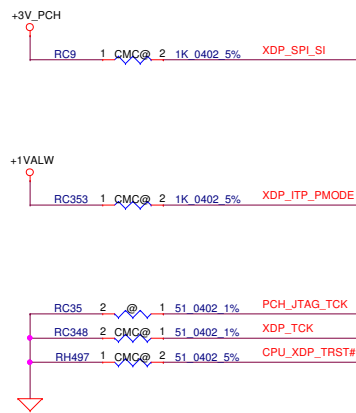 +3V_PCH
RC9 1 CMC@ 2 1K_0402_5% XDP_SPI_SI
+1VALW
RC353 1 CMC@ 2 1K_0402_5% XDP_ITP_PMODE
RC35 2 @ 1 51_0402_1% PCH_JTAG_TCK
RC348 2 CMC@ 1 51_0402_1% XDP_TCK
RH497 1 CMC@ 2 51_0402_5% CPU_XDP_TRST#